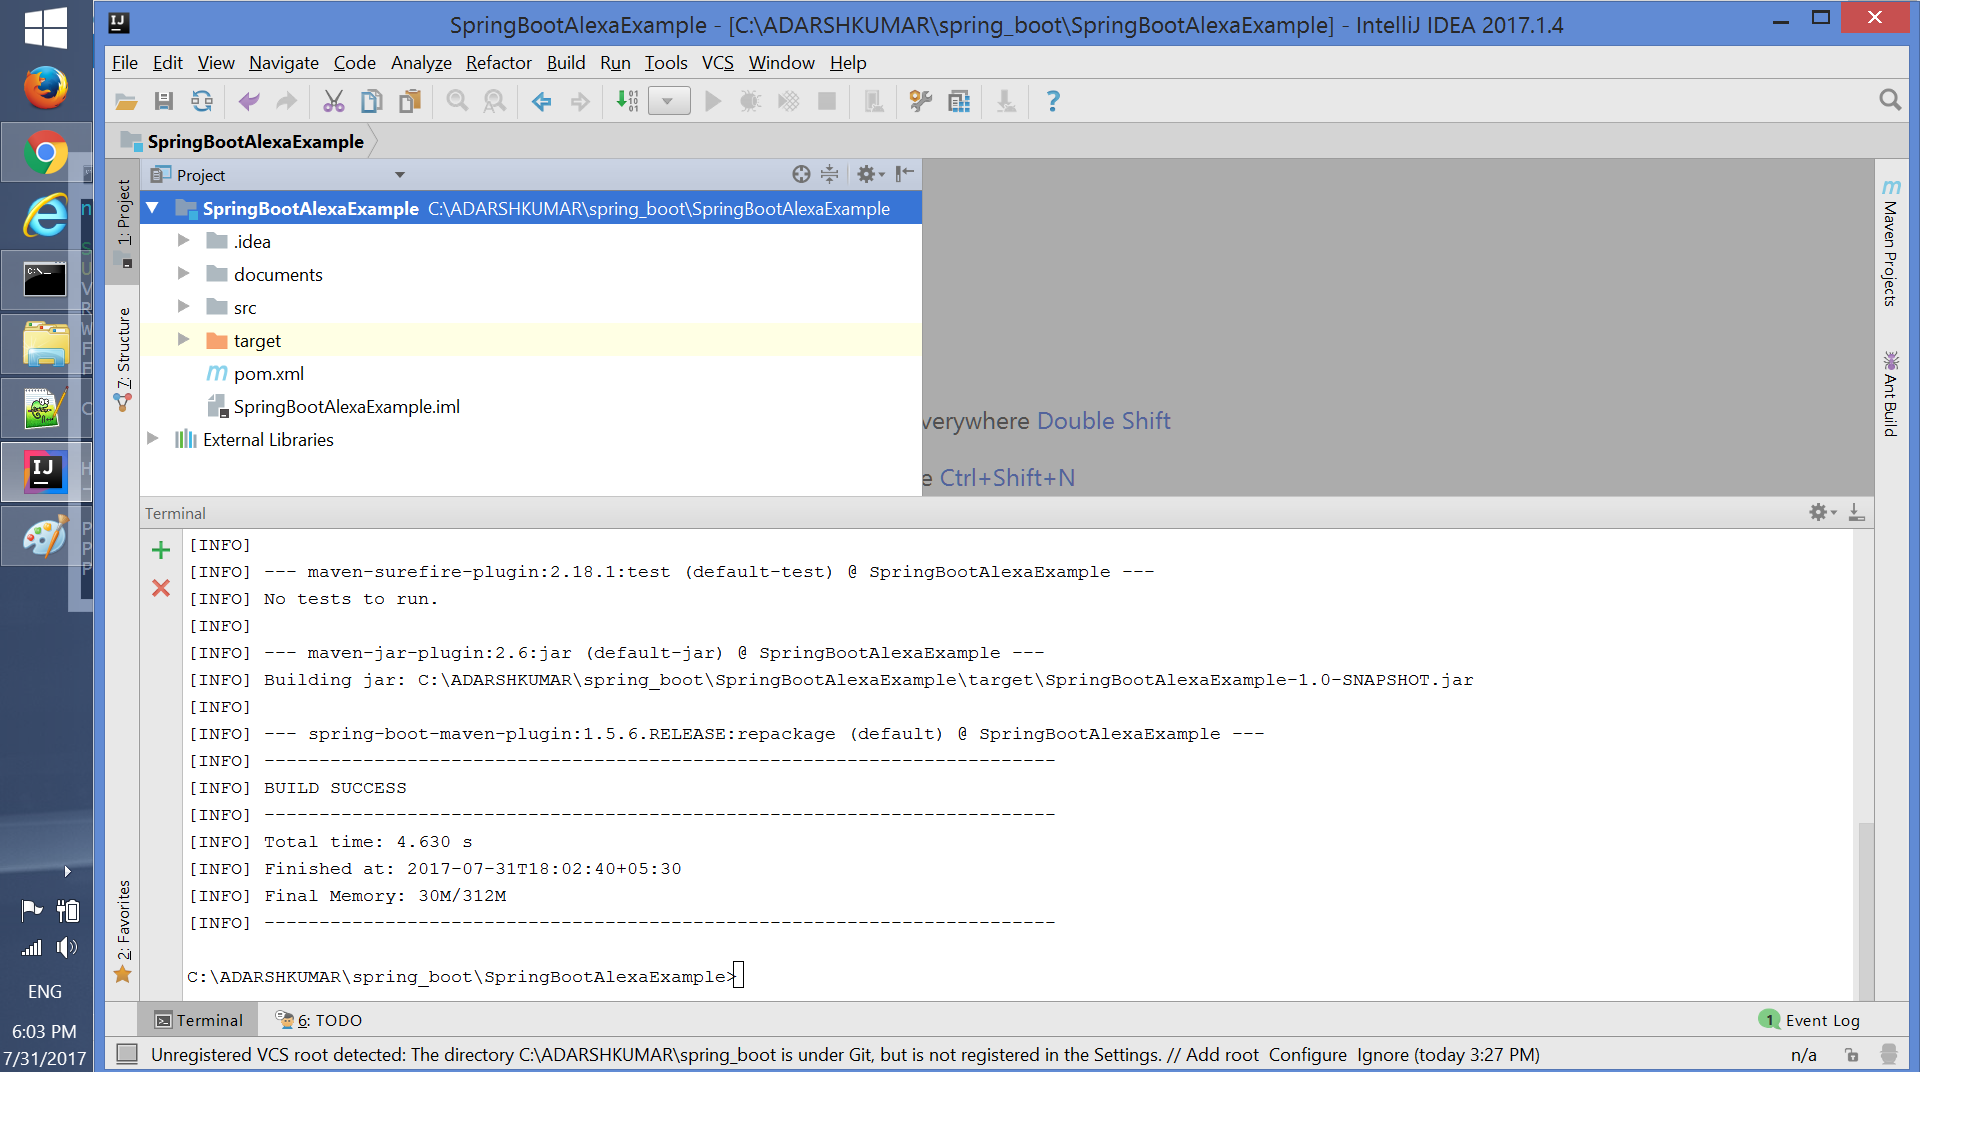 SpringBootAlexaExample - [C:\ADARSHKUMAR\spring_boot\SpringBootAlexaExample] - IntelliJ IDEA 2017.1.4
File Edit View Navigate Code Analyze Refactor Build Run Tools VCS Window Help
SpringBootAlexaExample
Project
1: Project
7: Structure
2: Favorites
SpringBootAlexaExample C:\ADARSHKUMAR\spring_boot\SpringBootAlexaExample
.idea
documents
src
target
pom.xml
SpringBootAlexaExample.iml
External Libraries
verywhere Double Shift
e Ctrl+Shift+N
Maven Projects
Ant Build
Terminal
[INFO]
[INFO] --- maven-surefire-plugin:2.18.1:test (default-test) @ SpringBootAlexaExample ---
[INFO] No tests to run.
[INFO]
[INFO] --- maven-jar-plugin:2.6:jar (default-jar) @ SpringBootAlexaExample ---
[INFO] Building jar: C:\ADARSHKUMAR\spring_boot\SpringBootAlexaExample\target\SpringBootAlexaExample-1.0-SNAPSHOT.jar
[INFO]
[INFO] --- spring-boot-maven-plugin:1.5.6.RELEASE:repackage (default) @ SpringBootAlexaExample ---
[INFO] ------------------------------------------------------------------------
[INFO] BUILD SUCCESS
[INFO] ------------------------------------------------------------------------
[INFO] Total time: 4.630 s
[INFO] Finished at: 2017-07-31T18:02:40+05:30
[INFO] Final Memory: 30M/312M
[INFO] ------------------------------------------------------------------------
C:\ADARSHKUMAR\spring_boot\SpringBootAlexaExample>
Terminal 6: TODO
1 Event Log
Unregistered VCS root detected: The directory C:\ADARSHKUMAR\spring_boot is under Git, but is not registered in the Settings. // Add root Configure Ignore (today 3:27 PM)
n/a
ENG
6:03 PM
7/31/2017